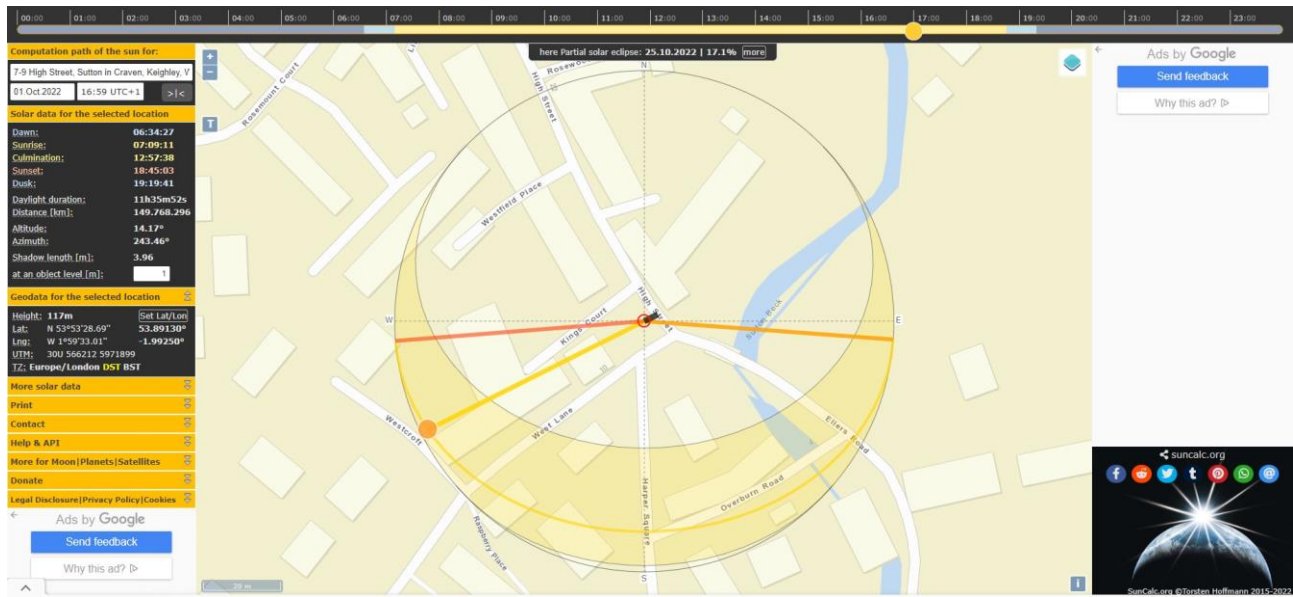 00:00 01:00 02:00 03:00 04:00 05:00 06:00 07:00 08:00 09:00 10:00 11:00 12:00 13:00 14:00 15:00 16:00 17:00 18:00 19:00 20:00 21:00 22:00 23:00
Computation path of the sun for:
7-9 High Street, Sutton in Craven, Keighley, W
01.Oct.2022 16:59 UTC+1 >|<
Solar data for the selected location
Dawn: 06:34:27
Sunrise: 07:09:11
Culmination: 12:57:38
Sunset: 18:45:03
Dusk: 19:19:41
Daylight duration: 11h35m52s
Distance [km]: 149.768.296
Altitude: 14.17°
Azimuth: 243.46°
Shadow length [m]: 3.96
at an object level [m]: 1
Geodata for the selected location
Height: 117m Set Lat/Lon
Lat: N 53°53'28.69" 53.89130°
Lng: W 1°59'33.01" -1.99250°
UTM: 30U 566212 5971899
TZ: Europe/London DST BST
More solar data
Print
Contact
Help & API
More for Moon|Planets|Satellites
Donate
Legal Disclosure|Privacy Policy|Cookies
Ads by Google
Send feedback
Why this ad?
+
−
T
here Partial solar eclipse: 25.10.2022 | 17.1% more
N
Rosemount Court
High Street
Westfield Place
High Street
Kings Court
W
E
Sutton Beck
10
West Lane
Westcroft
Ellers Road
Overburn Road
Harper Square
Raspberry Place
S
20 m
i
Ads by Google
Send feedback
Why this ad?
suncalc.org
SunCalc.org ©Torsten Hoffmann 2015-2022